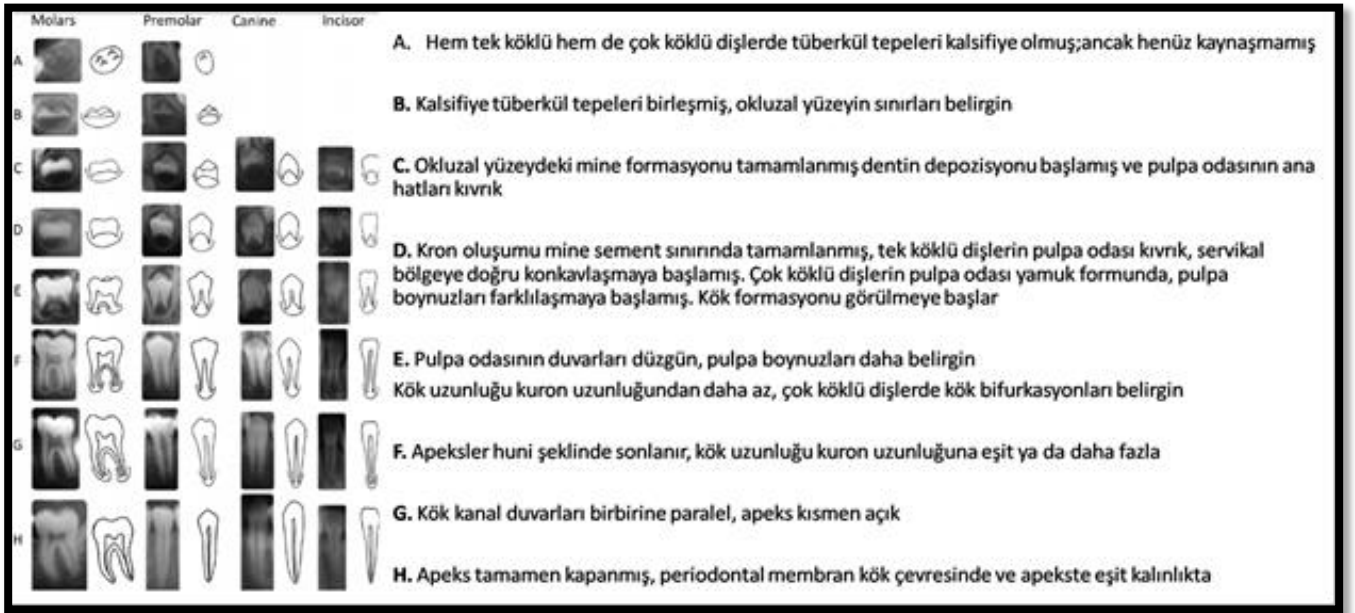 Molars Premolar Canine Incisor
A
B
C
D
E
F
G
H
A. Hem tek köklü hem de çok köklü dişlerde tüberkül tepeleri kalsifiye olmuş;ancak henüz kaynaşmamış
B. Kalsifiye tüberkül tepeleri birleşmiş, okluzal yüzeyin sınırları belirgin
C. Okluzal yüzeydeki mine formasyonu tamamlanmış dentin depozisyonu başlamış ve pulpa odasının ana
hatları kıvrık
D. Kron oluşumu mine sement sınırında tamamlanmış, tek köklü dişlerin pulpa odası kıvrık, servikal
bölgeye doğru konkavlaşmaya başlamış. Çok köklü dişlerin pulpa odası yamuk formunda, pulpa
boynuzları farklılaşmaya başlamış. Kök formasyonu görülmeye başlar
E. Pulpa odasının duvarları düzgün, pulpa boynuzları daha belirgin
Kök uzunluğu kuron uzunluğundan daha az, çok köklü dişlerde kök bifurkasyonları belirgin
F. Apeksler huni şeklinde sonlanır, kök uzunluğu kuron uzunluğuna eşit ya da daha fazla
G. Kök kanal duvarları birbirine paralel, apeks kısmen açık
H. Apeks tamamen kapanmış, periodontal membran kök çevresinde ve apekste eşit kalınlıkta